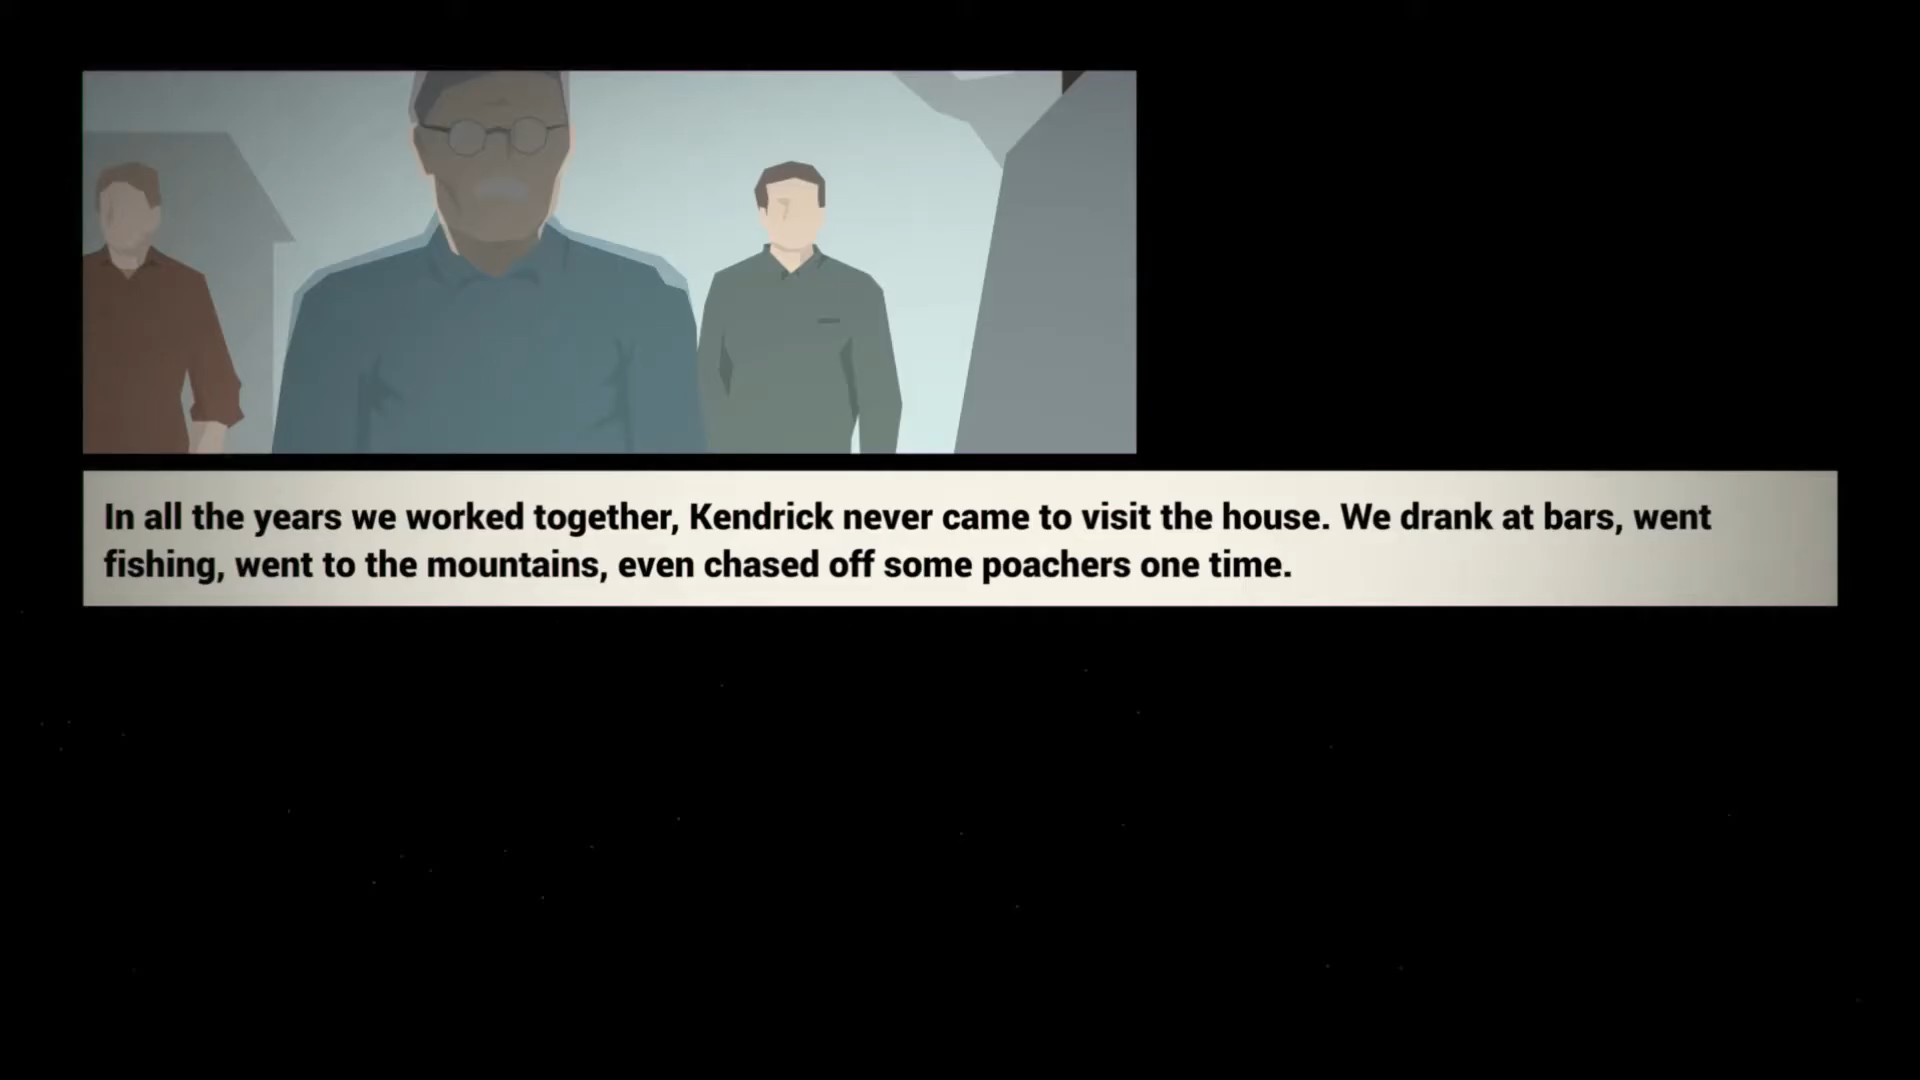 In all the years we worked together, Kendrick never came to visit the house. We drank at bars, went
fishing, went to the mountains, even chased off some poachers one time.